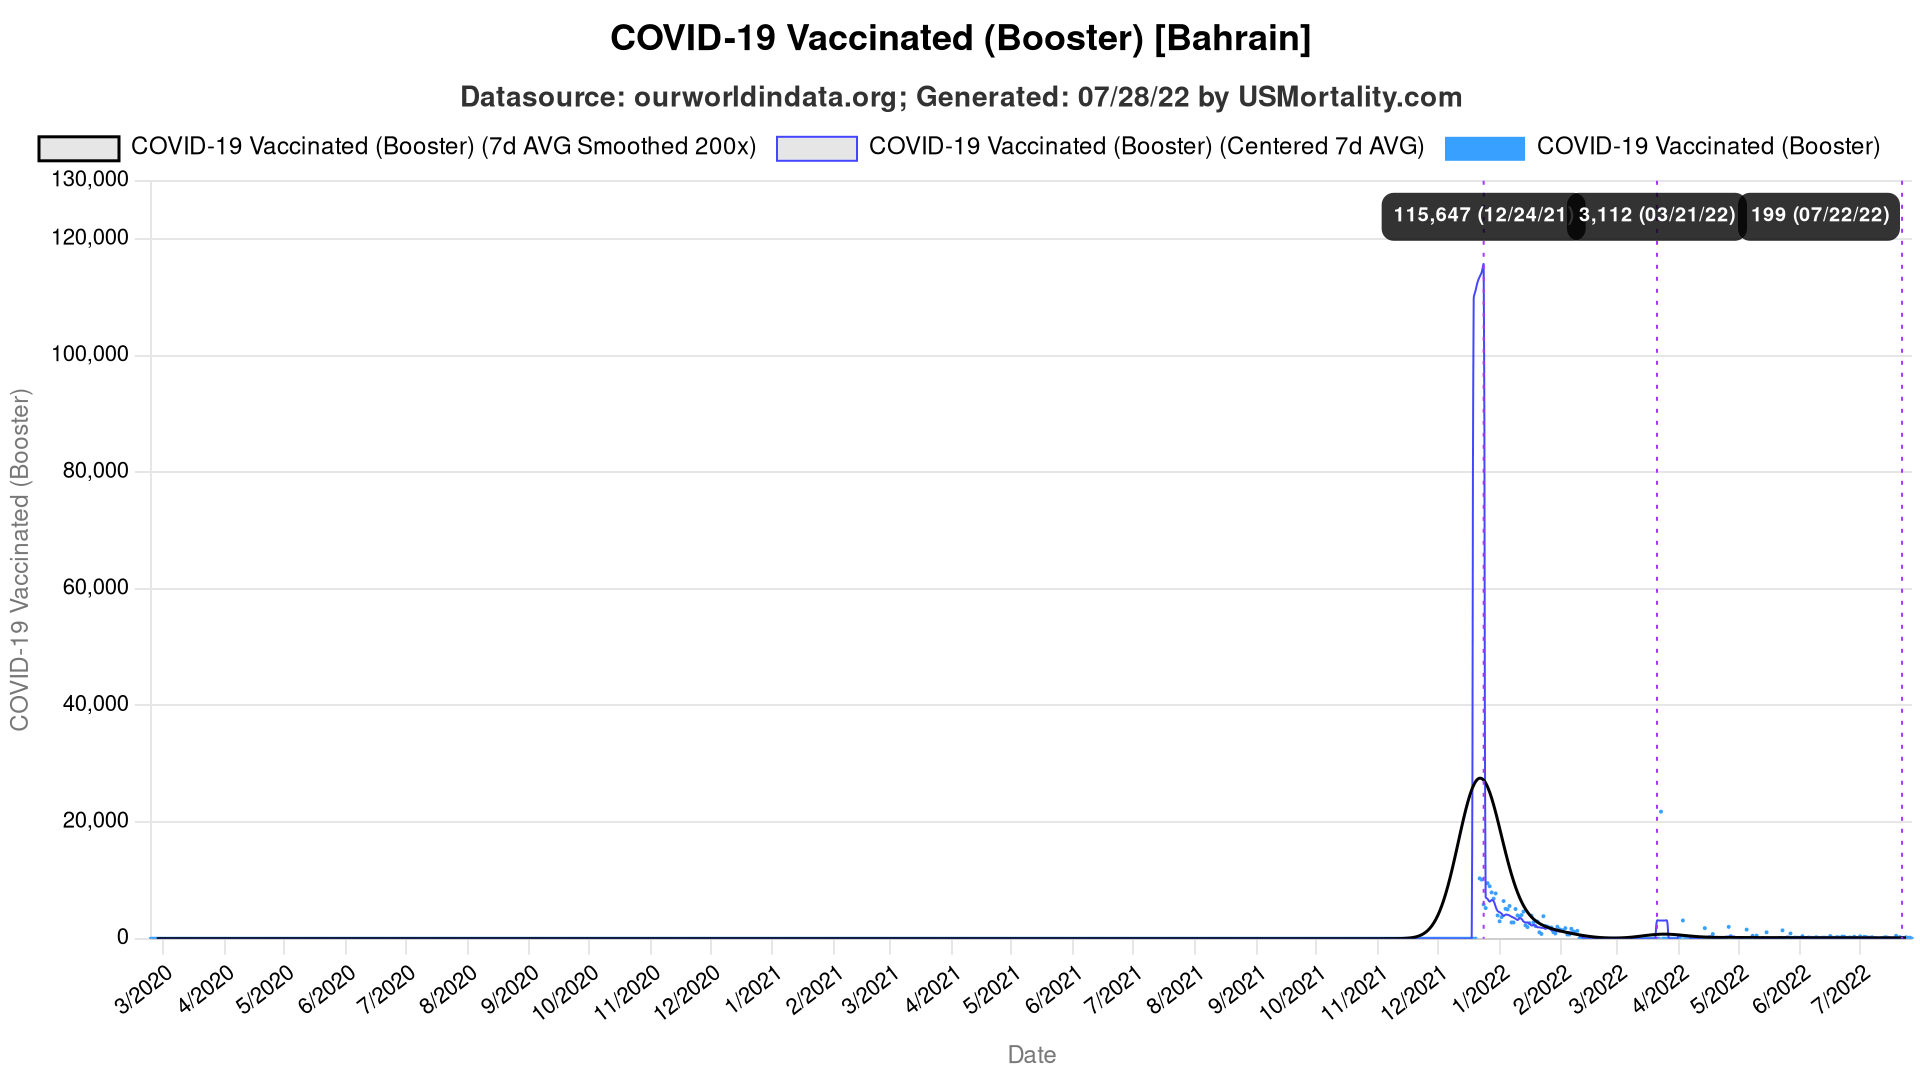 COVID-19 Vaccinated (Booster) [Bahrain]
Datasource: ourworldindata.org; Generated: 07/28/22 by USMortality.com
COVID-19 Vaccinated (Booster) (7d AVG Smoothed 200x) COVID-19 Vaccinated (Booster) (Centered 7d AVG) COVID-19 Vaccinated (Booster)
130,000
115,647 (12/24/21) 3,112 (03/21/22) 199 (07/22/22)
120,000
100,000
80,000
60,000
40,000
20,000
0
COVID-19 Vaccinated (Booster)
3/2020 4/2020 5/2020 6/2020 7/2020 8/2020 9/2020 10/2020 11/2020 12/2020 1/2021 2/2021 3/2021 4/2021 5/2021 6/2021 7/2021 8/2021 9/2021 10/2021 11/2021 12/2021 1/2022 2/2022 3/2022 4/2022 5/2022 6/2022 7/2022
Date